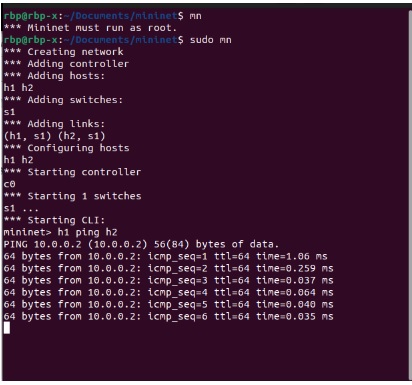 rbp@rbp-x:~/Documents/mininet$ mn
*** Mininet must run as root.
rbp@rbp-x:~/Documents/mininet$ sudo mn
*** Creating network
*** Adding controller
*** Adding hosts:
h1 h2
*** Adding switches:
s1
*** Adding links:
(h1, s1) (h2, s1)
*** Configuring hosts
h1 h2
*** Starting controller
c0
*** Starting 1 switches
s1 ...
*** Starting CLI:
mininet> h1 ping h2
PING 10.0.0.2 (10.0.0.2) 56(84) bytes of data.
64 bytes from 10.0.0.2: icmp_seq=1 ttl=64 time=1.06 ms
64 bytes from 10.0.0.2: icmp_seq=2 ttl=64 time=0.259 ms
64 bytes from 10.0.0.2: icmp_seq=3 ttl=64 time=0.037 ms
64 bytes from 10.0.0.2: icmp_seq=4 ttl=64 time=0.064 ms
64 bytes from 10.0.0.2: icmp_seq=5 ttl=64 time=0.040 ms
64 bytes from 10.0.0.2: icmp_seq=6 ttl=64 time=0.035 ms